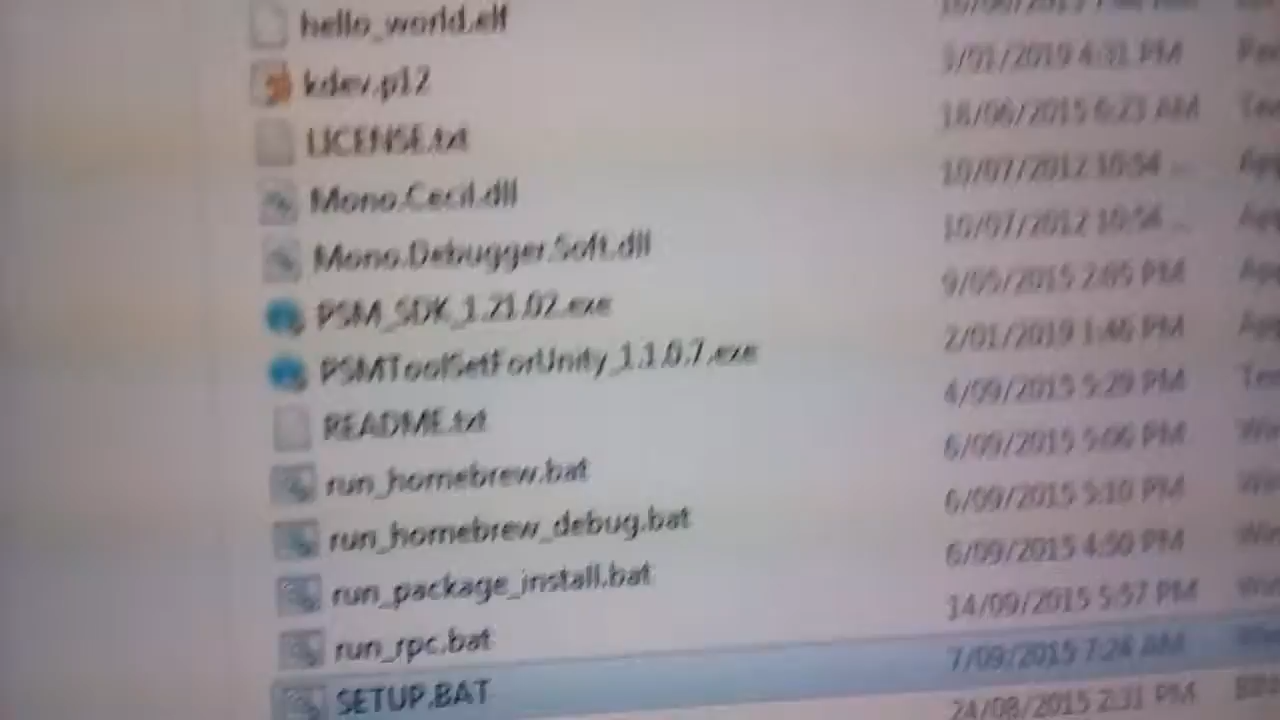 hello_world.elf
kdev.p12 3/01/2019 4:31 PM
LICENSE.txt 18/06/2015 6:23 AM
Mono.Cecil.dll 10/07/2012 10:54 ...
Mono.Debugger.Soft.dll 10/07/2012 10:54 ...
PSM_SDK_1.21.02.exe 9/05/2015 2:05 PM
PSMToolSetForUnity_1.1.0.7.exe 2/01/2019 1:46 PM
README.txt 4/09/2015 5:29 PM
run_homebrew.bat 6/09/2015 5:06 PM
run_homebrew_debug.bat 6/09/2015 5:10 PM
run_package_install.bat 6/09/2015 4:50 PM
run_rpc.bat 14/09/2015 5:57 PM
SETUP.BAT 7/09/2015 7:24 AM
24/08/2015 2:31 PM